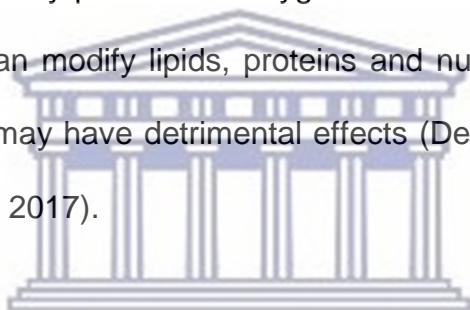 an modify lipids, proteins and nu
may have detrimental effects (De
2017).